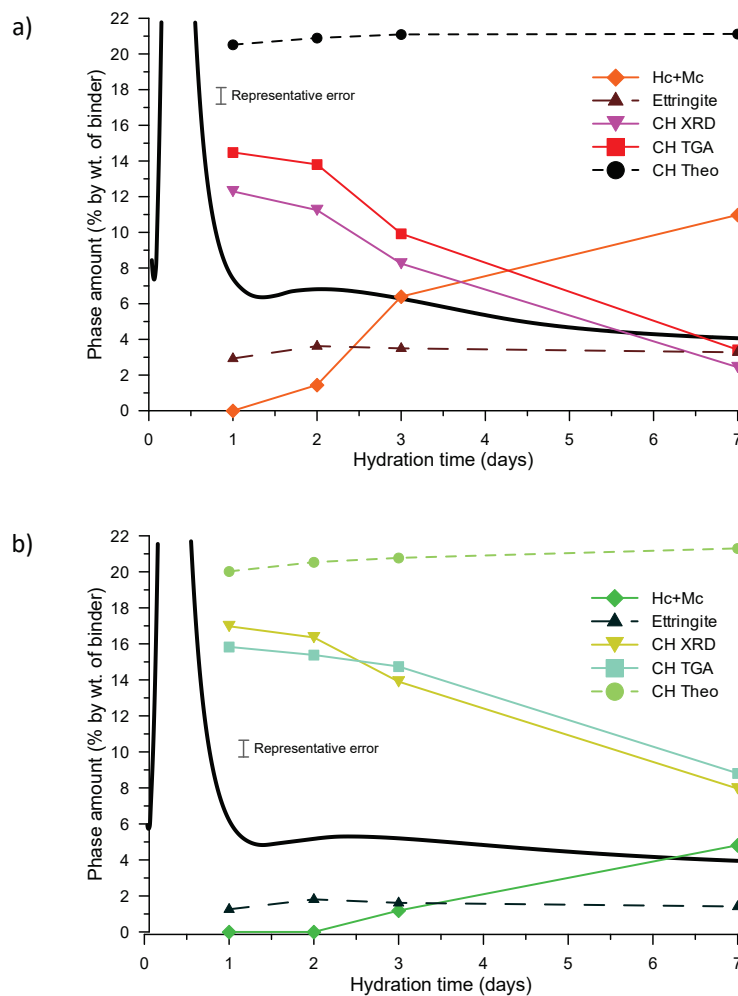 a)
22
20
18
16
14
12
10
8
6
4
2
0
Phase amount (% by wt. of binder)
Representative error
Hc+Mc
Ettringite
CH XRD
CH TGA
CH Theo
0 1 2 3 4 5 6 7
Hydration time (days)
b)
22
20
18
16
14
12
10
8
6
4
2
0
Phase amount (% by wt. of binder)
Representative error
Hc+Mc
Ettringite
CH XRD
CH TGA
CH Theo
0 1 2 3 4 5 6 7
Hydration time (days)